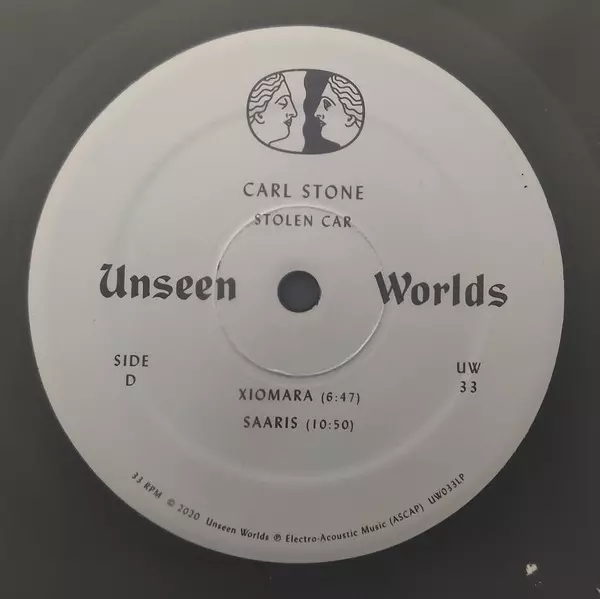 CARL STONE
STOLEN CAR
Unseen Worlds
SIDE
D
UW
33
XIOMARA (6:47)
SAARIS (10:50)
33 RPM © 2020 Unseen Worlds ℗ Electro-Acoustic Music (ASCAP) UW033LP